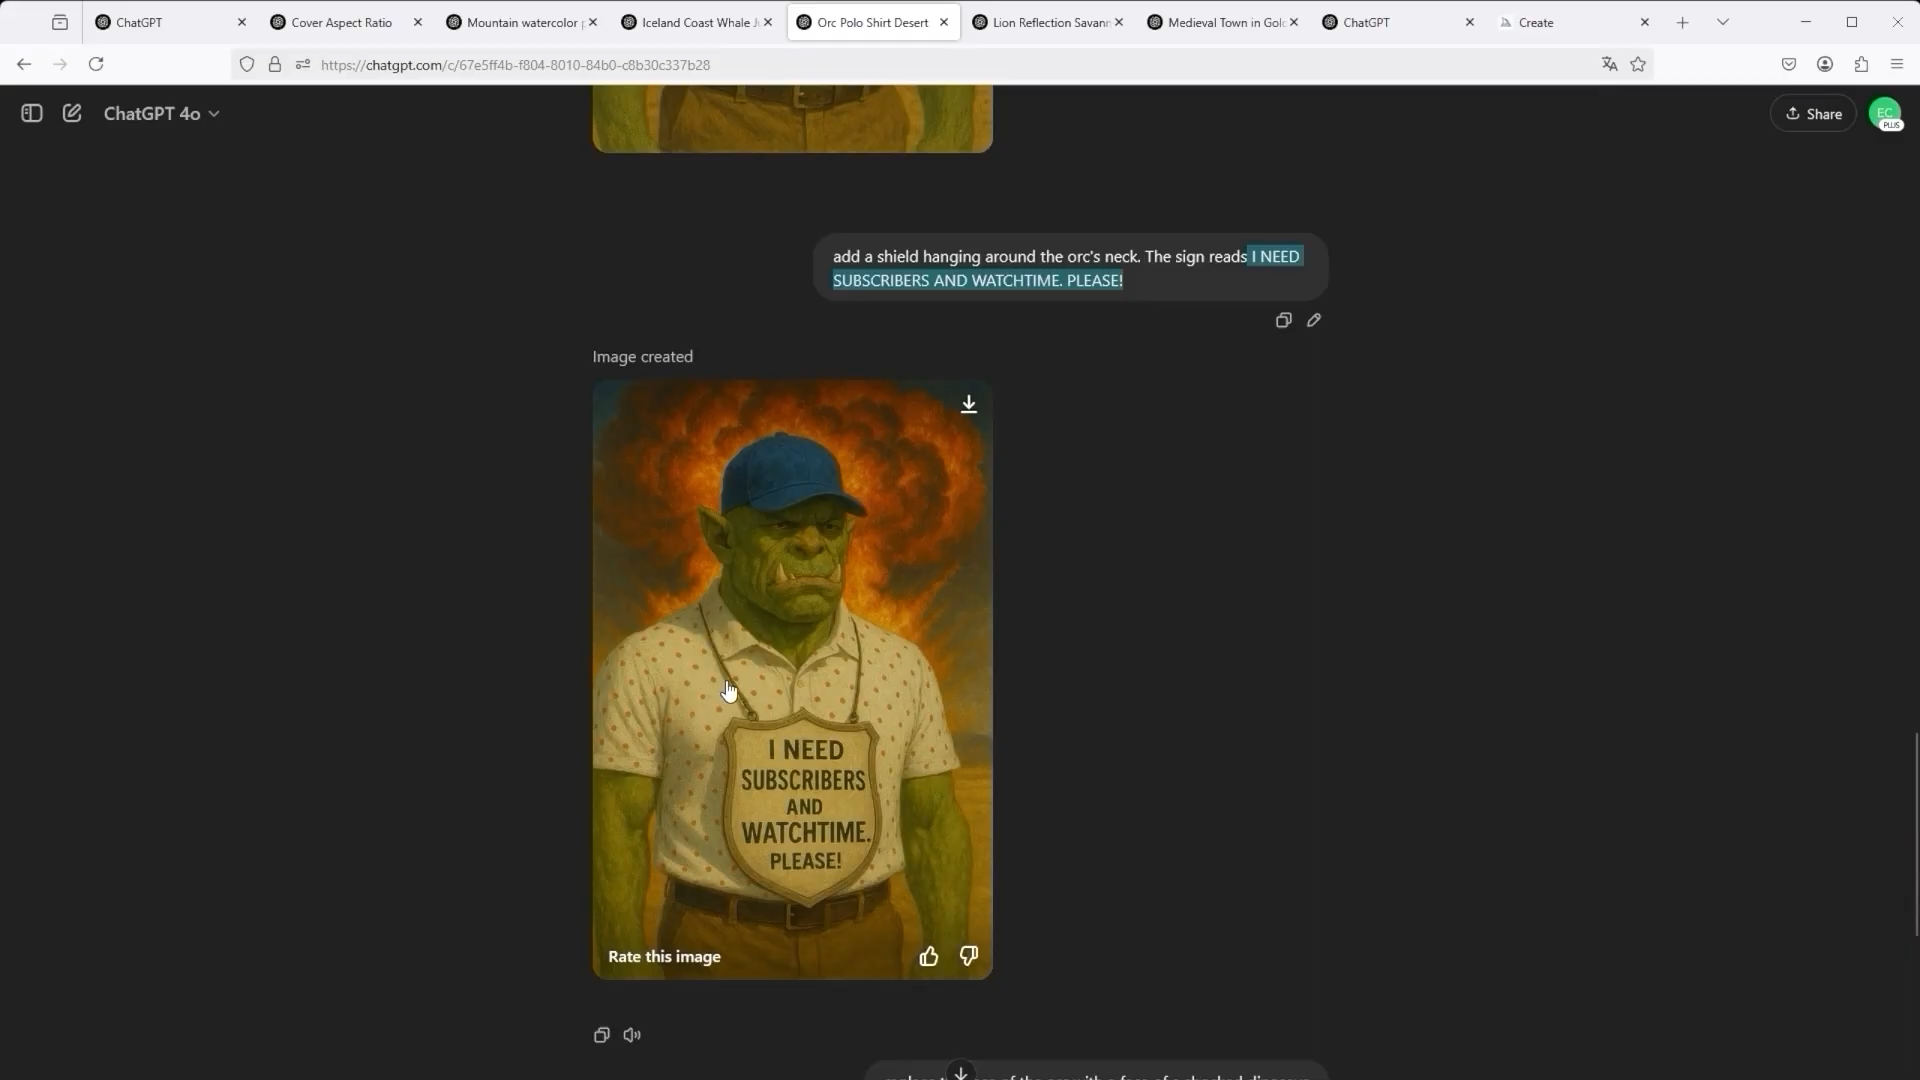 ChatGPT
Cover Aspect Ratio
Mountain watercolor p
Iceland Coast Whale Ju
Orc Polo Shirt Desert
Lion Reflection Savann
Medieval Town in Gold
ChatGPT
Create
https://chatgpt.com/c/67e5ff4b-f804-8010-84b0-c8b30c337b28
ChatGPT 4o
Share
EC
PLUS
add a shield hanging around the orc's neck. The sign reads I NEED
SUBSCRIBERS AND WATCHTIME. PLEASE!
Image created
I NEED
SUBSCRIBERS
AND
WATCHTIME.
PLEASE!
Rate this image